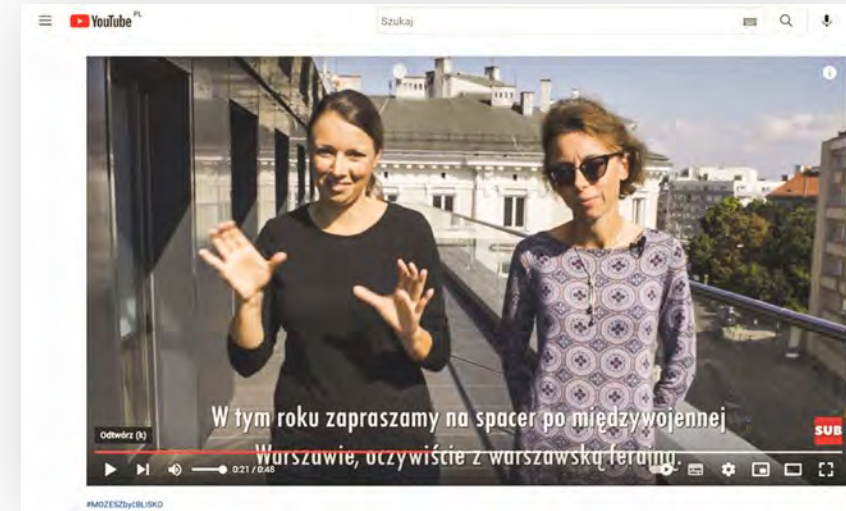 YouTube PL
Szukaj
W tym roku zapraszamy na spacer po międzywojennej
Warszawie, oczywiście z warszawską ferajną.
SUB
Odtwórz (k)
0:21 / 0:48
#MOŻESZbyćBLISKO